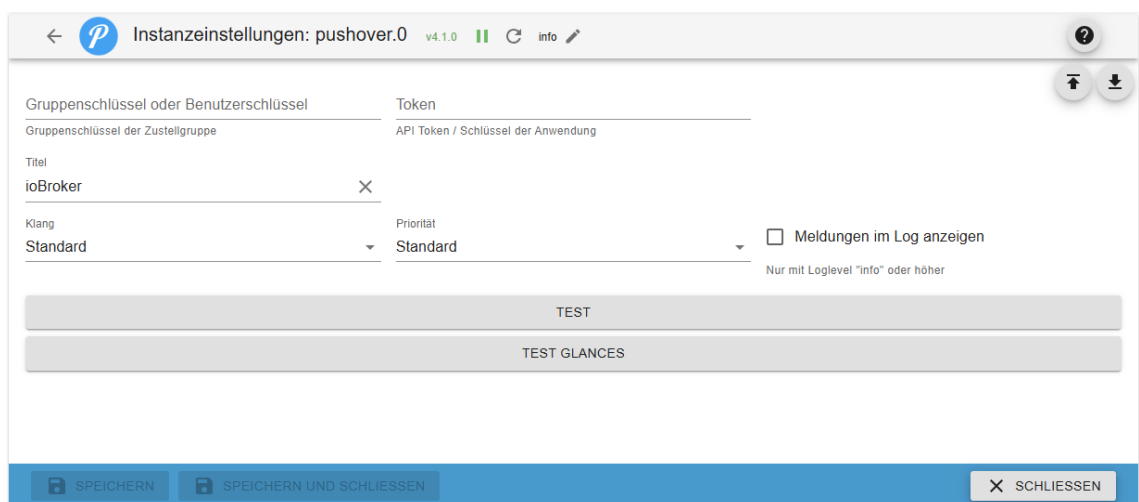 Instanzeinstellungen: pushover.0 v4.1.0 info
Gruppenschlüssel oder Benutzerschlüssel Token
Gruppenschlüssel der Zustellgruppe API Token / Schlüssel der Anwendung
Titel
ioBroker
Klang Priorität
Standard Standard Meldungen im Log anzeigen
Nur mit Loglevel "info" oder höher
TEST
TEST GLANCES
SPEICHERN SPEICHERN UND SCHLIESSEN SCHLIESSEN